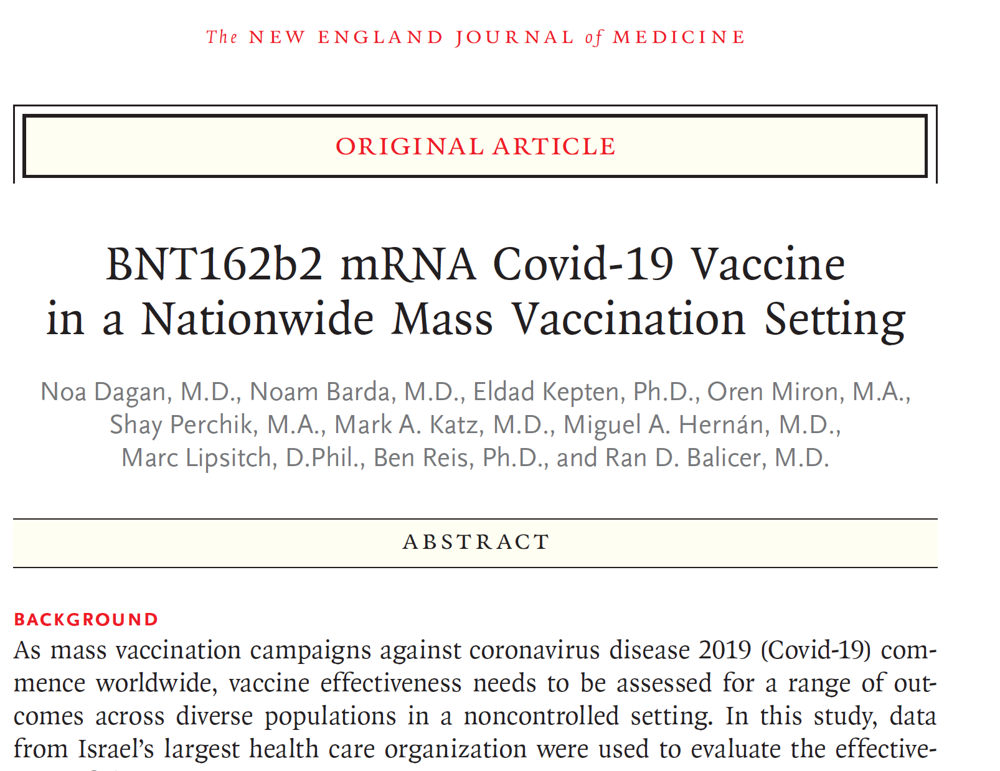 The NEW ENGLAND JOURNAL of MEDICINE
ORIGINAL ARTICLE
BNT162b2 mRNA Covid-19 Vaccine
in a Nationwide Mass Vaccination Setting
Noa Dagan, M.D., Noam Barda, M.D., Eldad Kepten, Ph.D., Oren Miron, M.A.,
Shay Perchik, M.A., Mark A. Katz, M.D., Miguel A. Hernán, M.D.,
Marc Lipsitch, D.Phil., Ben Reis, Ph.D., and Ran D. Balicer, M.D.
ABSTRACT
BACKGROUND
As mass vaccination campaigns against coronavirus disease 2019 (Covid-19) com-
mence worldwide, vaccine effectiveness needs to be assessed for a range of out-
comes across diverse populations in a noncontrolled setting. In this study, data
from Israel’s largest health care organization were used to evaluate the effective-